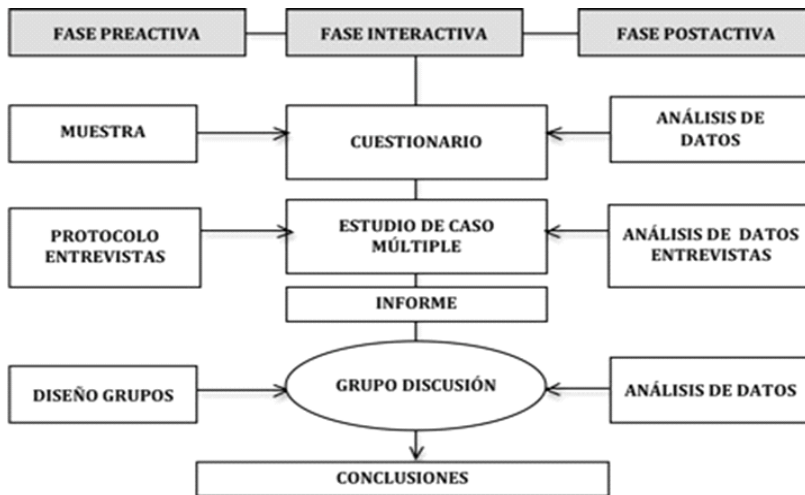 FASE PREACTIVA
FASE INTERACTIVA
FASE POSTACTIVA
MUESTRA
CUESTIONARIO
ANÁLISIS DE
DATOS
PROTOCOLO
ENTREVISTAS
ESTUDIO DE CASO
MÚLTIPLE
ANÁLISIS DE DATOS
ENTREVISTAS
INFORME
DISEÑO GRUPOS
GRUPO DISCUSIÓN
ANÁLISIS DE DATOS
CONCLUSIONES